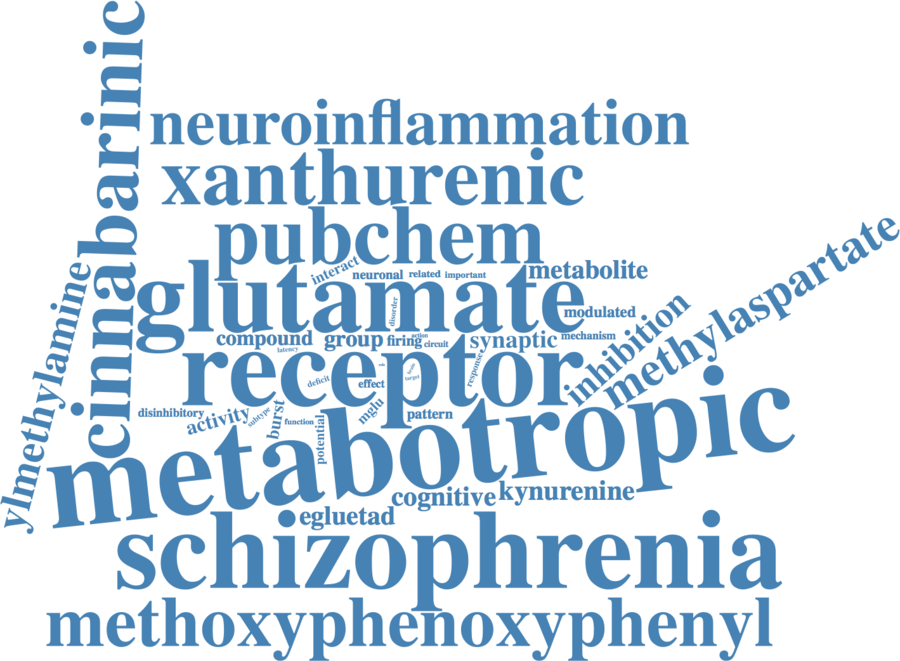 cinnabarinic
neuroinflammation
xanthurenic
pubchem
methylaspartate
interact
neuronal
related
important
metabolite
ylmethylamine
glutamate
disorder
modulated
inhibition
compound
group
firing
action
circuit
synaptic
mechanism
latency
receptor
response
deficit
effect
target
disinhibitory
activity
subtype
burst
function
potential
mglu
pattern
metabotropic
cognitive
kynurenine
egluetad
schizophrenia
methoxyphenoxyphenyl